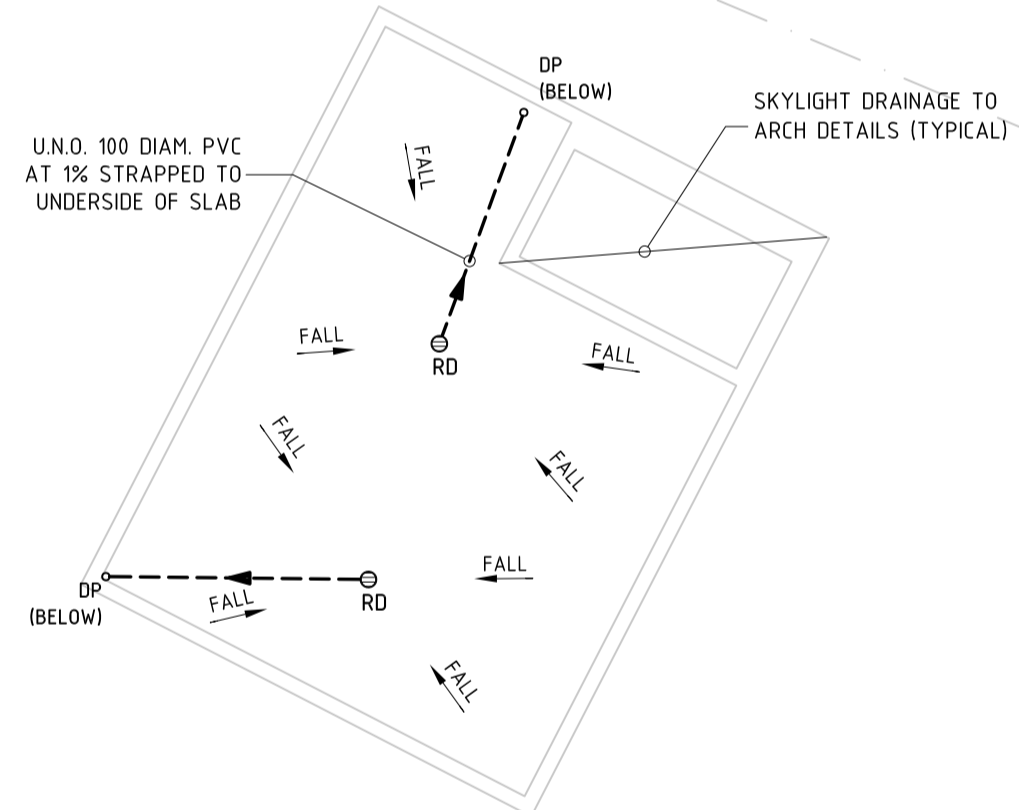 DP
(BELOW)
SKYLIGHT DRAINAGE TO
ARCH DETAILS (TYPICAL)
U.N.O. 100 DIAM. PVC
AT 1% STRAPPED TO
UNDERSIDE OF SLAB
FALL
FALL
RD
FALL
FALL
FALL
FALL
DP
(BELOW)
FALL
RD
FALL